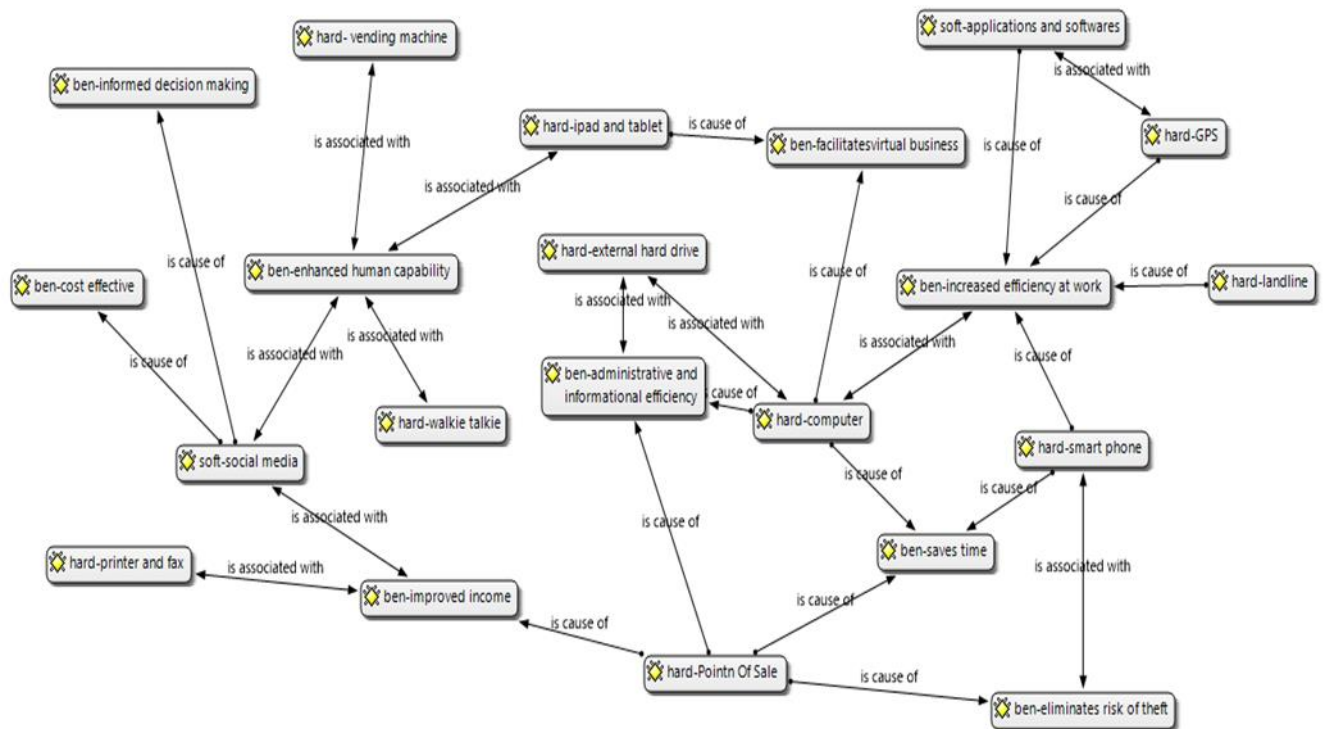 soft-applications and softwares
hard- vending machine
is associated with
ben-informed decision making
hard-ipad and tablet
is cause of
hard-GPS
ben-facilitatesvirtual business
is associated with
is cause of
is associated with
is cause of
hard-external hard drive
is cause of
ben-enhanced human capability
is cause of
ben-cost effective
ben-increased efficiency at work
is cause of
hard-landline
is associated with
is associated with
is associated with
is associated with
is associated with
is cause of
is cause of
ben-administrative and
informational efficiency
is cause of
hard-walkie talkie
hard-computer
soft-social media
hard-smart phone
is cause of
is cause of
is associated with
is cause of
ben-saves time
hard-printer and fax
is associated with
is associated with
ben-improved income
is cause of
is cause of
hard-Pointn Of Sale
is cause of
ben-eliminates risk of theft